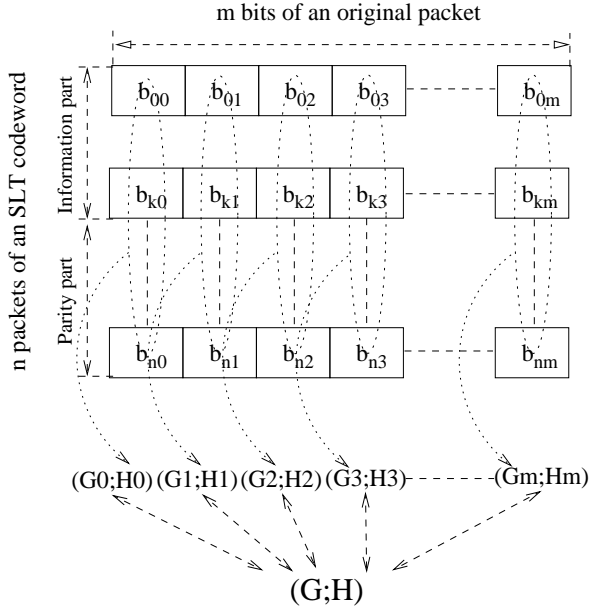 m bits of an original packet
n packets of an SLT codeword
Information part
Parity part
b00 b01 b02 b03 b0m
bk0 bk1 bk2 bk3 bkm
bn0 bn1 bn2 bn3 bnm
(G0;H0) (G1;H1) (G2;H2) (G3;H3) (Gm;Hm)
(G;H)